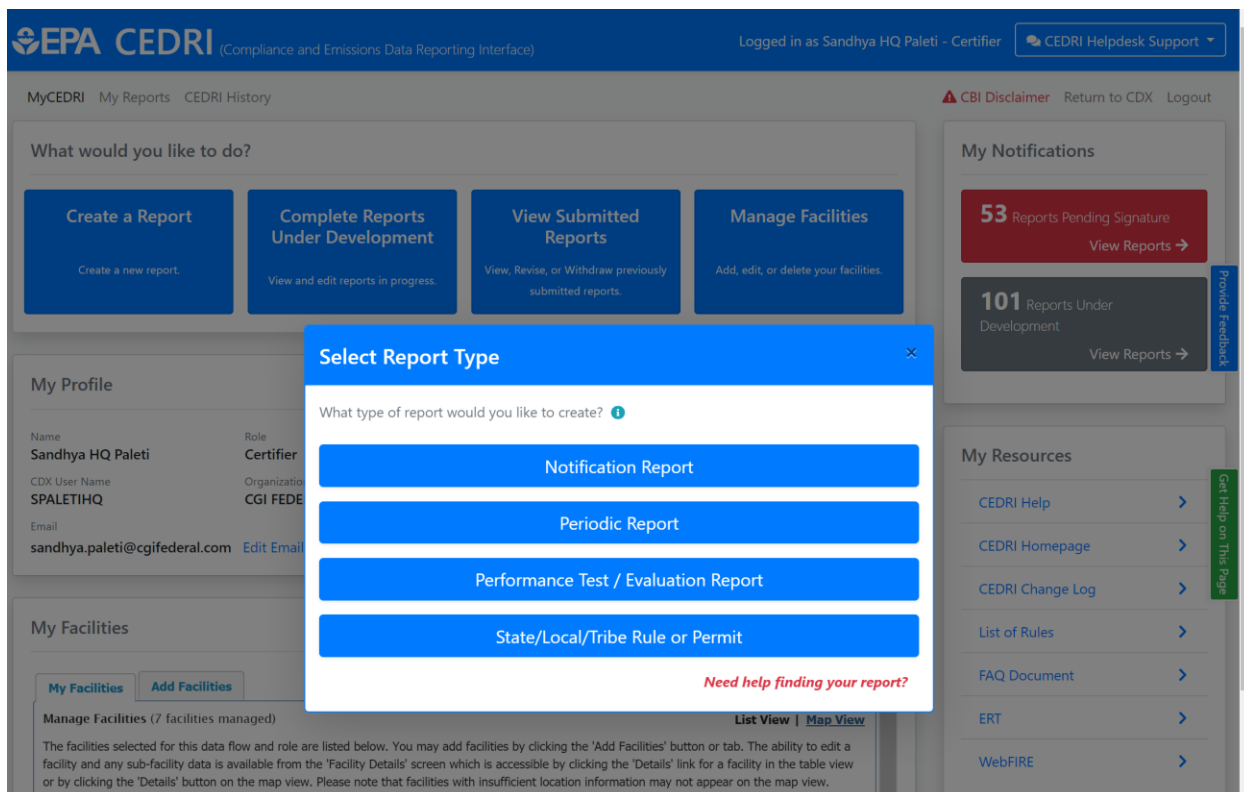 EPA CEDRI (Compliance and Emissions Data Reporting Interface)
Logged in as Sandhya HQ Paleti - Certifier
CEDRI Helpdesk Support
MyCEDRI My Reports CEDRI History
CBI Disclaimer Return to CDX Logout
What would you like to do?
Create a Report
Create a new report.
Complete Reports
Under Development
View and edit reports in progress.
View Submitted
Reports
View, Revise, or Withdraw previously
submitted reports.
Manage Facilities
Add, edit, or delete your facilities.
My Notifications
53 Reports Pending Signature
View Reports
101 Reports Under
Development
View Reports
Provide Feedback
My Profile
Name
Sandhya HQ Paleti
Role
Certifier
CDX User Name
SPALETIHQ
Email
sandhya.paleti@cgifederal.com Edit Email
Select Report Type
×
What type of report would you like to create?
Notification Report
Periodic Report
Performance Test / Evaluation Report
State/Local/Tribe Rule or Permit
Need help finding your report?
My Resources
CEDRI Help
CEDRI Homepage
CEDRI Change Log
List of Rules
FAQ Document
ERT
WebFIRE
Get Help on This Page
My Facilities
My Facilities Add Facilities
Manage Facilities (7 facilities managed)
List View | Map View
The facilities selected for this data flow and role are listed below. You may add facilities by clicking the 'Add Facilities' button or tab. The ability to edit a
facility and any sub-facility data is available from the 'Facility Details' screen which is accessible by clicking the 'Details' link for a facility in the table view
or by clicking the 'Details' button on the map view. Please note that facilities with insufficient location information may not appear on the map view.